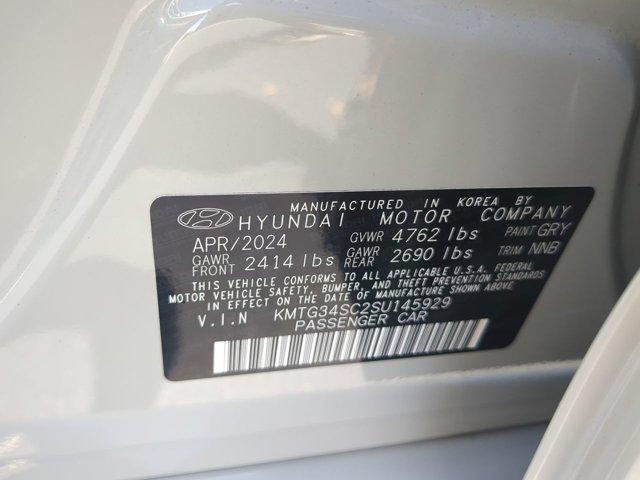 MANUFACTURED IN KOREA BY
HYUNDAI MOTOR COMPANY
APR/2024 GVWR 4762 lbs PAINT GRY
GAWR FRONT 2414 lbs GAWR REAR 2690 lbs TRIM NNB
THIS VEHICLE CONFORMS TO ALL APPLICABLE U.S.A. FEDERAL
MOTOR VEHICLE SAFETY, BUMPER, AND THEFT PREVENTION
STANDARDS IN EFFECT ON THE DATE OF MANUFACTURE SHOWN ABOVE.
V.I.N KMTG34SC2SU145929
PASSENGER CAR